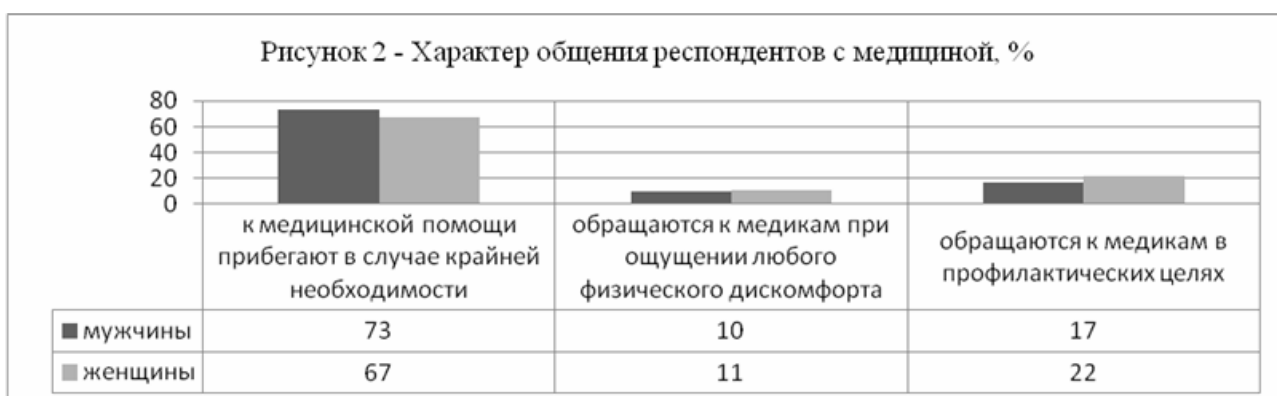 Рисунок 2 - Характер общения респондентов с медициной, %
80
60
40
20
0
к медицинской помощи
прибегают в случае крайней
необходимости
обращаются к медикам при
ощущении любого
физического дискомфорта
обращаются к медикам в
профилактических целях
мужчины 73 10 17
женщины 67 11 22